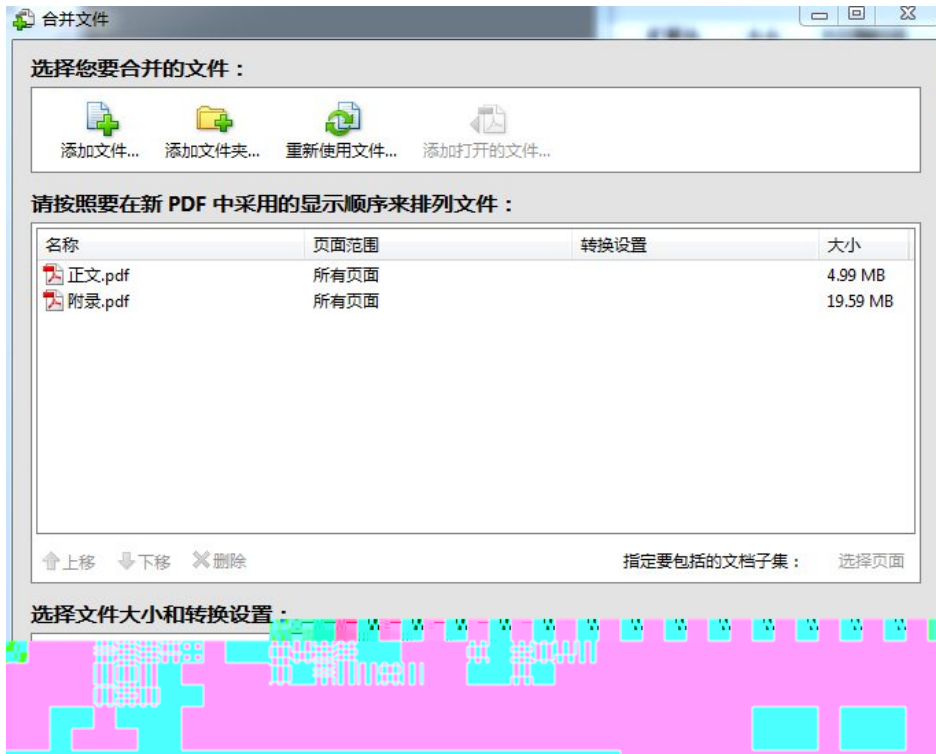 合并文件
选择您要合并的文件：
添加文件... 添加文件夹... 重新使用文件... 添加打开的文件...
请按照要在新 PDF 中采用的显示顺序来排列文件：
名称 页面范围 转换设置 大小
正文.pdf 所有页面 4.99 MB
附录.pdf 所有页面 19.59 MB
上移 下移 删除 指定要包括的文档子集： 选择页面
选择文件大小和转换设置：